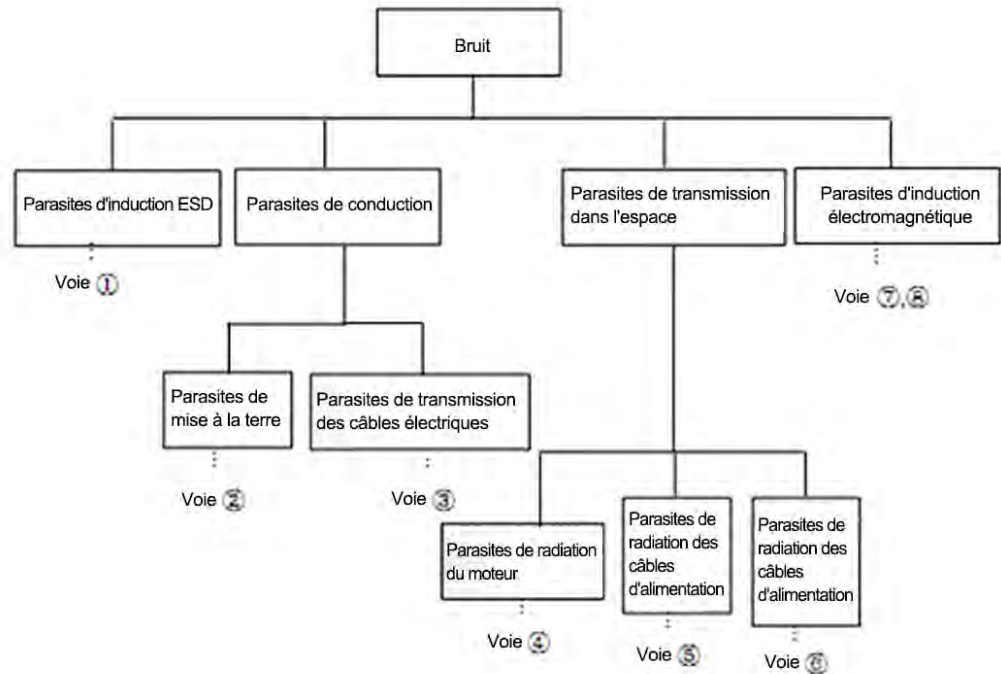 Bruit
Parasites d'induction ESD
Parasites de conduction
Parasites de transmission
dans l'espace
Parasites d'induction
électromagnétique
Voie ①
Voie ⑦,⑧
Parasites de
mise à la terre
Parasites de transmission
des câbles électriques
Voie ②
Voie ③
Parasites de radiation
du moteur
Parasites de
radiation des
câbles
d'alimentation
Parasites de
radiation des
câbles
d'alimentation
Voie ④
Voie ⑤
Voie ⑥